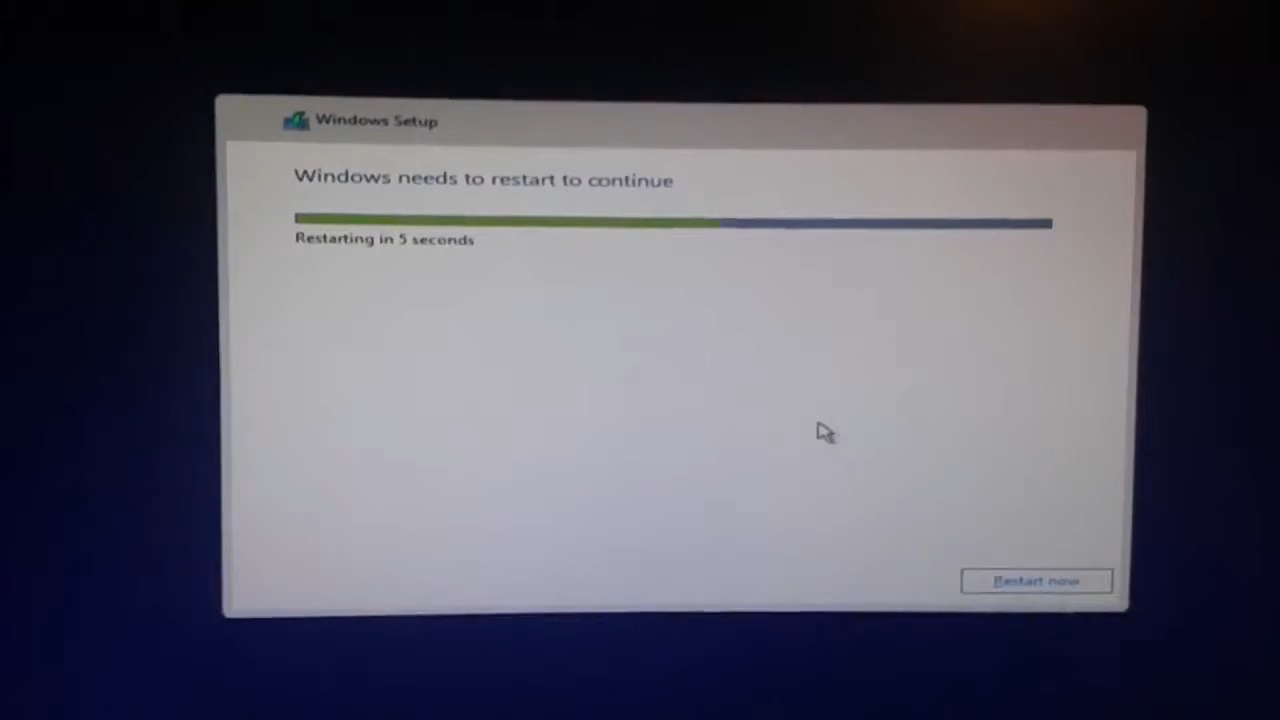 Windows Setup
Windows needs to restart to continue
Restarting in 5 seconds
Restart now